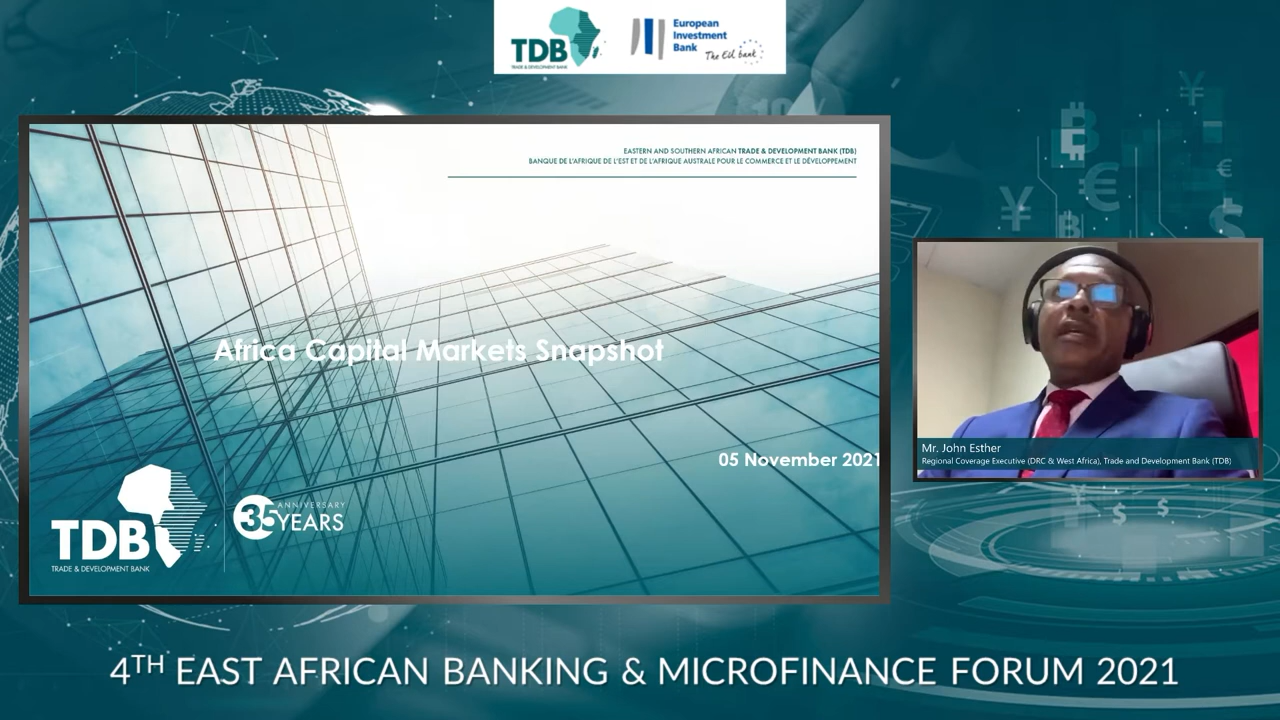 TDB
TRADE & DEVELOPMENT BANK
European
Investment
Bank
The EU bank
EASTERN AND SOUTHERN AFRICAN TRADE & DEVELOPMENT BANK (TDB)
BANQUE DE L'AFRIQUE DE L'EST ET DE L'AFRIQUE AUSTRALE POUR LE COMMERCE ET LE DÉVELOPPEMENT
Africa Capital Markets Snapshot
05 November 2021
TDB
TRADE & DEVELOPMENT BANK
35 ANNIVERSARY
YEARS
Mr. John Esther
Regional Coverage Executive (DRC & West Africa), Trade and Development Bank (TDB)
4TH EAST AFRICAN BANKING & MICROFINANCE FORUM 2021